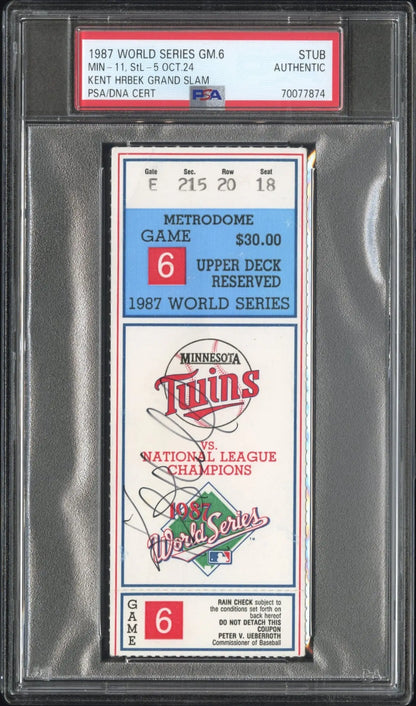 1987 WORLD SERIES GM.6 STUB
MIN - 11, StL - 5 OCT.24 AUTHENTIC
KENT HRBEK GRAND SLAM
PSA/DNA CERT PSA 70077874
Gate Sec. Row Seat
E 215 20 18
METRODOME
GAME $30.00
6 UPPER DECK
RESERVED
1987 WORLD SERIES
MINNESOTA
Twins
VS.
NATIONAL LEAGUE
CHAMPIONS
1987
World Series
GAME
6
RAIN CHECK subject to
the conditions set forth on
back hereof
DO NOT DETACH THIS
COUPON
PETER V. UEBERROTH
Commissioner of Baseball